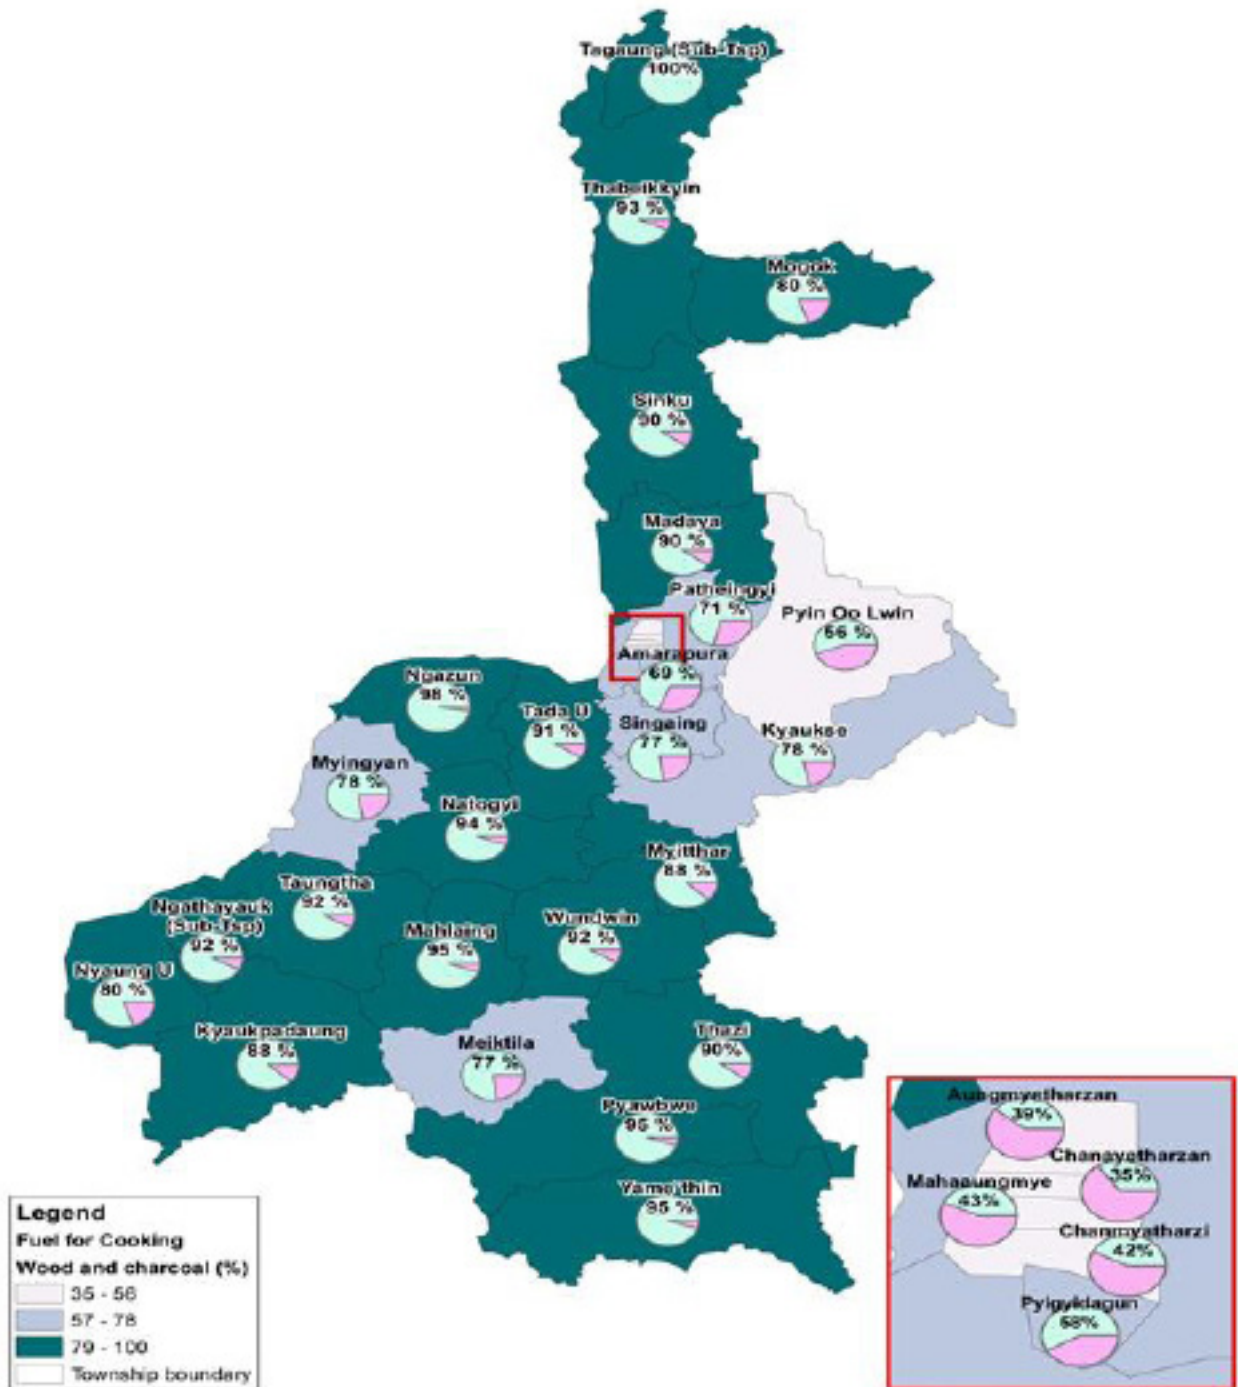 Tagaung (Sub-Tsp)
100%
Thabeikkyin
93 %
Mogok
80 %
Sinku
90 %
Madaya
90 %
Patheingyi
71 %
Pyin Oo Lwin
56 %
Amarapura
69 %
Ngazun
98 %
Tada U
91 %
Singaing
77 %
Kyaukse
78 %
Myingyan
78 %
Natogyi
94 %
Myitthar
88 %
Taungtha
92 %
Ngathayauk
(Sub-Tsp)
92 %
Mahlaing
95 %
Wundwin
92 %
Nyaung U
80 %
Kyaukpadaung
88 %
Meiktila
77 %
Thazi
90%
Pyawbwe
95 %
Yamethin
95 %
Aungmyatharzan
39%
Chanayetharzan
35%
Mahaaungmye
43%
Chanmyatharzi
42%
Pyigyidagun
58%
Legend
Fuel for Cooking
Wood and charcoal (%)
35 - 56
57 - 78
79 - 100
Township boundary